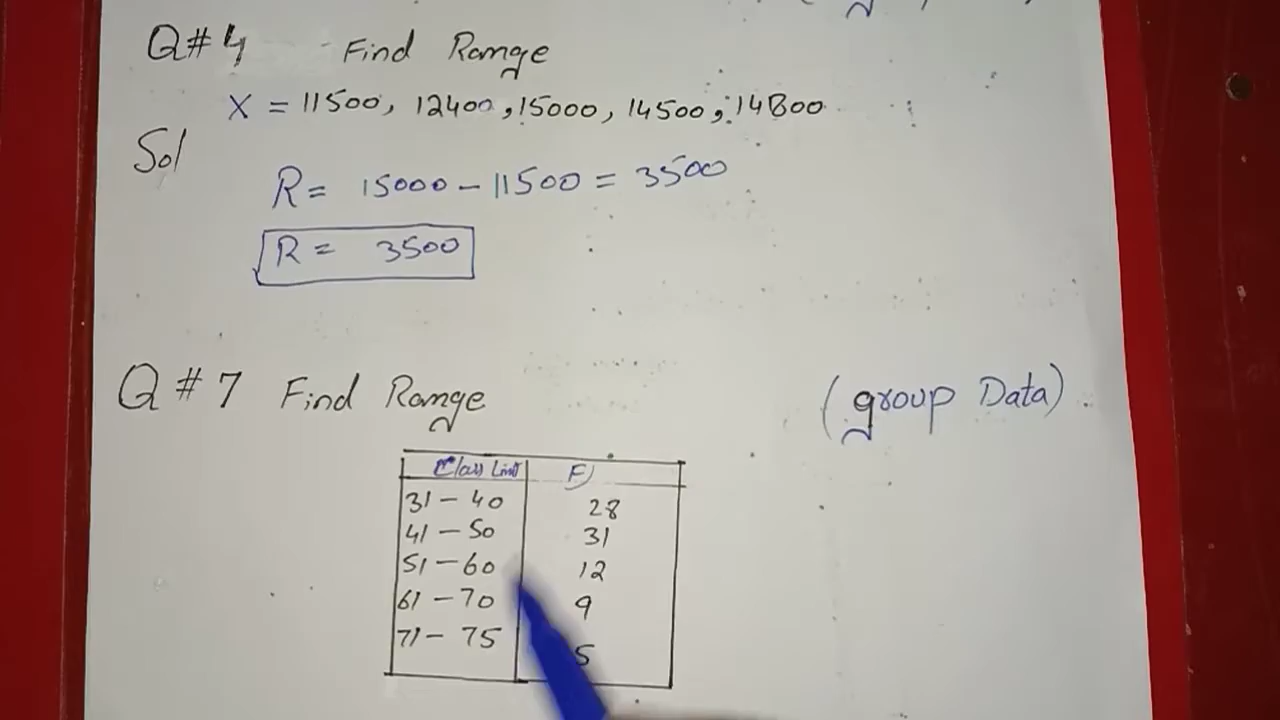 Q# 4 Find Range
X = 11500, 12400, 15000, 14500, 14800
Sol
R = 15000 - 11500 = 3500
R = 3500
Q # 7 Find Range (group Data).
Class Limit F
31 - 40 28
41 - 50 31
51 - 60 12
61 - 70 9
71 - 75 5